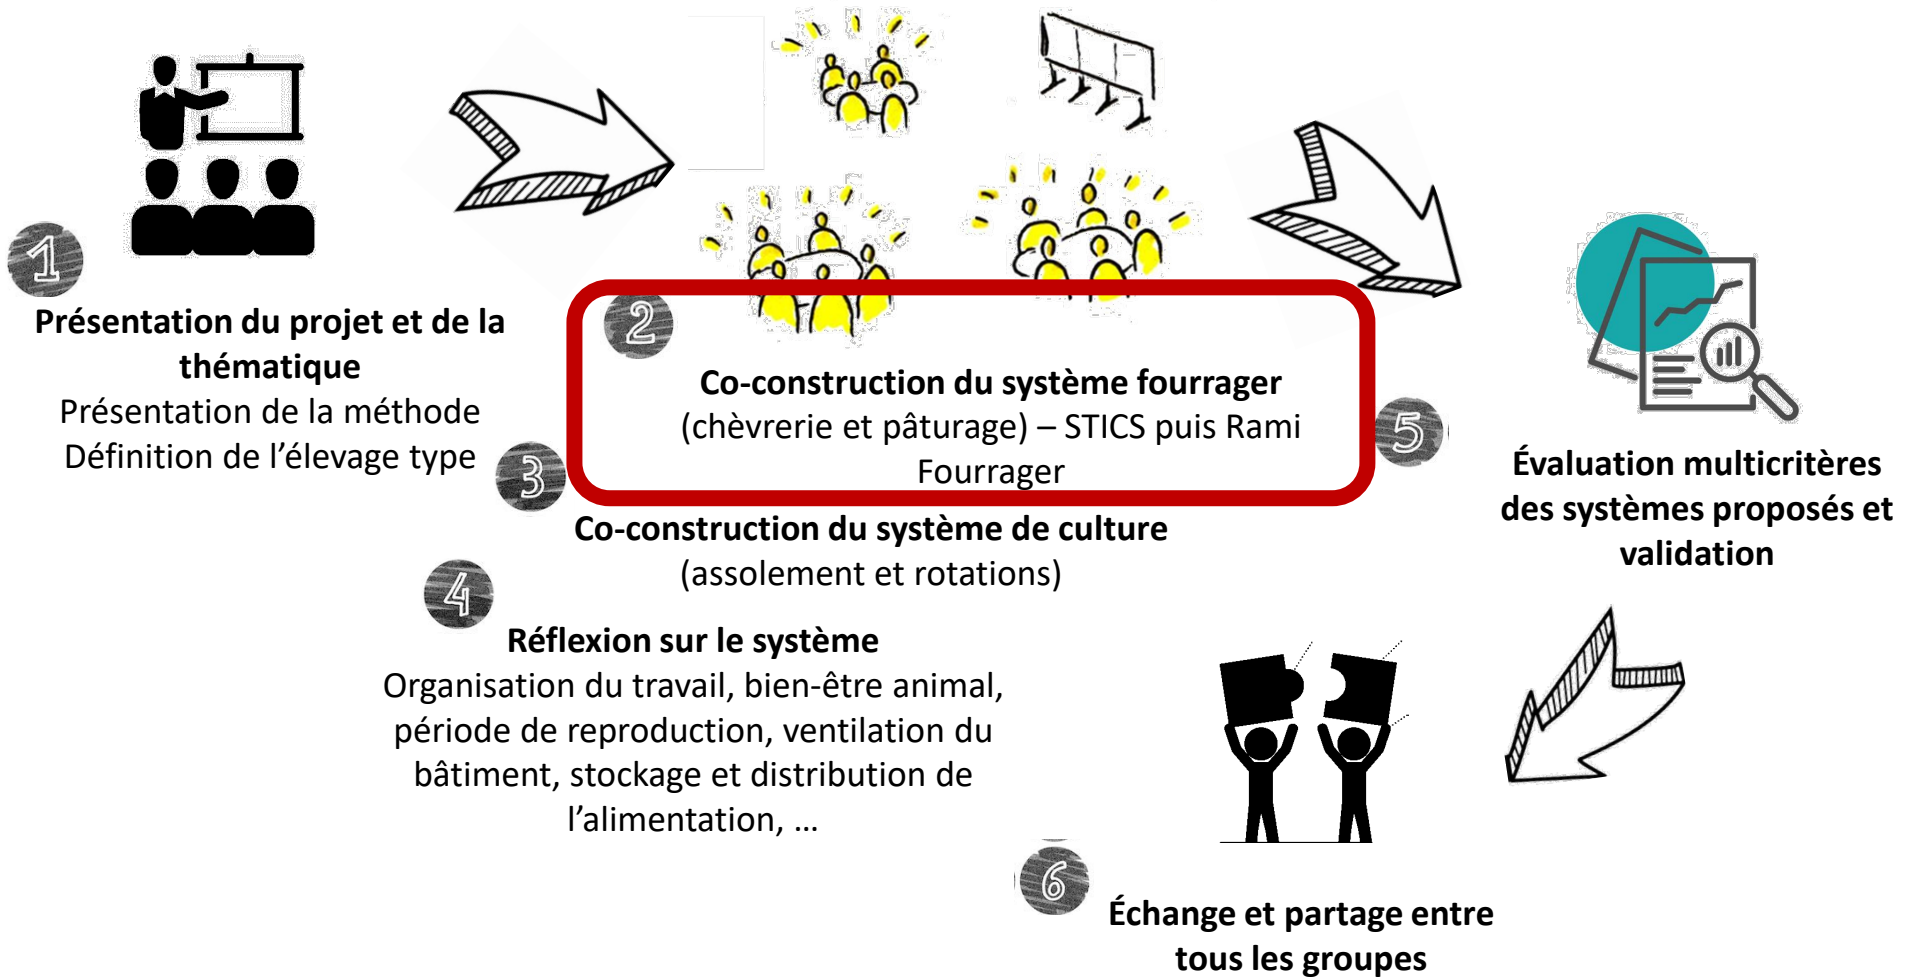 1
Présentation du projet et de la
thématique
Présentation de la méthode
Définition de l’élevage type
2
Co-construction du système fourrager
(chèvrerie et pâturage) – STICS puis Rami
Fourrager
3
Co-construction du système de culture
(assolement et rotations)
4
Réflexion sur le système
Organisation du travail, bien-être animal,
période de reproduction, ventilation du
bâtiment, stockage et distribution de
l’alimentation, …
5
Évaluation multicritères
des systèmes proposés et
validation
6
Échange et partage entre
tous les groupes